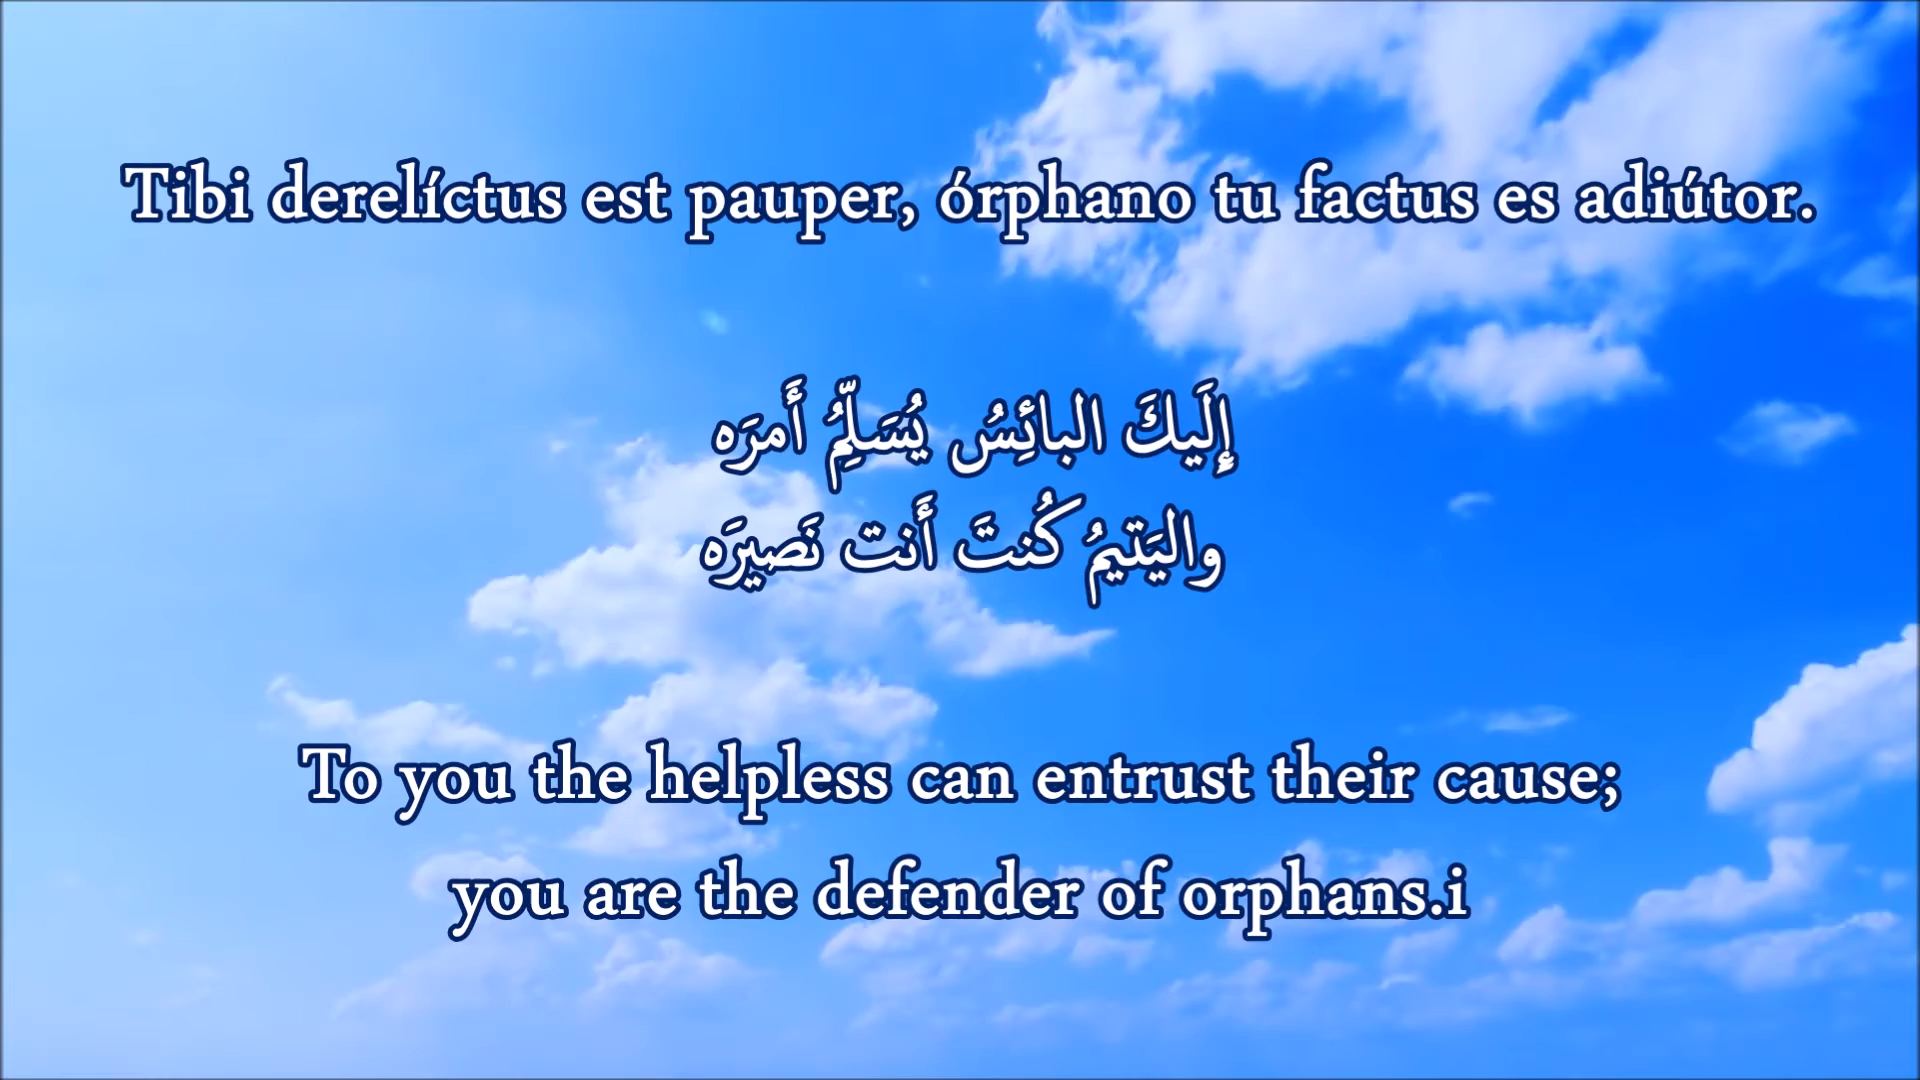 Tibi derelíctus est pauper, órphano tu factus es adiútor.
إِلَيكَ البائِسُ يُسَلِّمُ أَمرَه
واليَتيمُ كُنتَ أَنت نَصيرَه
To you the helpless can entrust their cause;
you are the defender of orphans.i